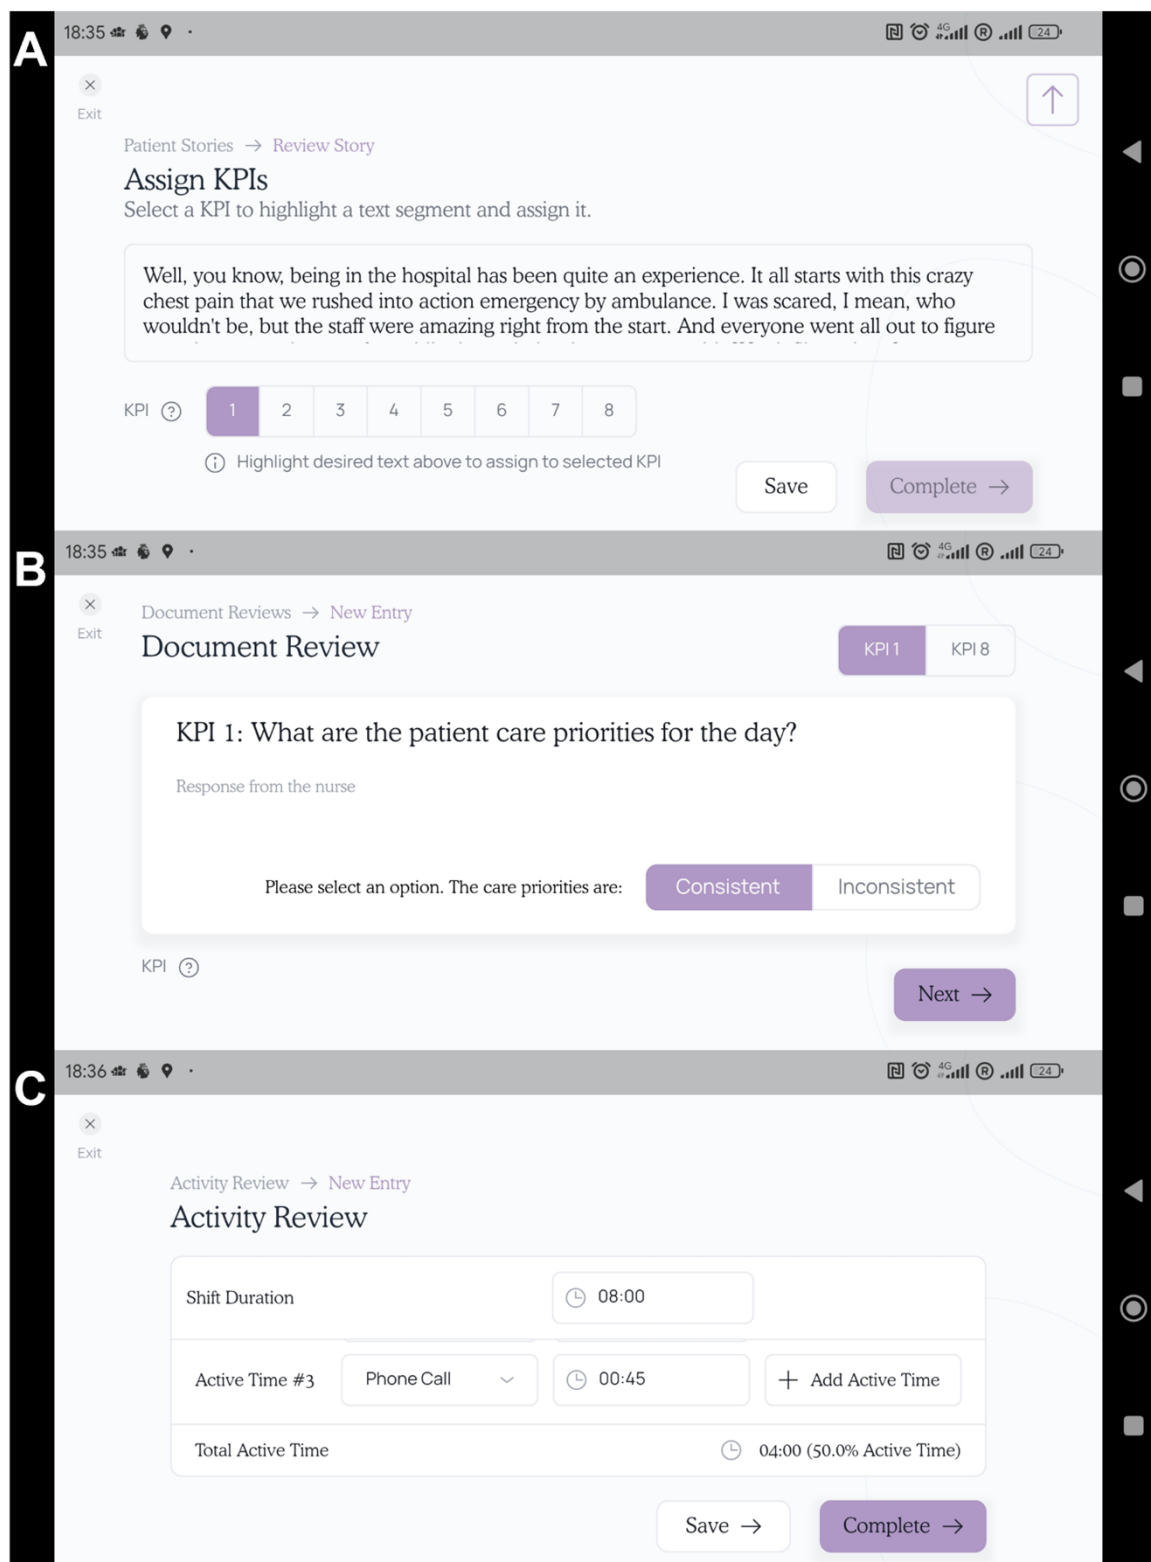 A
18:35
4G
R
24
Exit
Patient Stories → Review Story
Assign KPIs
Select a KPI to highlight a text segment and assign it.
Well, you know, being in the hospital has been quite an experience. It all starts with this crazy
chest pain that we rushed into action emergency by ambulance. I was scared, I mean, who
wouldn't be, but the staff were amazing right from the start. And everyone went all out to figure
KPI ? 1 2 3 4 5 6 7 8
Highlight desired text above to assign to selected KPI
Save
Complete →
B
18:35
4G
R
24
Exit
Document Reviews → New Entry
Document Review
KPI 1 KPI 8
KPI 1: What are the patient care priorities for the day?
Response from the nurse
Please select an option. The care priorities are: Consistent Inconsistent
KPI ?
Next →
C
18:36
4G
R
24
Exit
Activity Review → New Entry
Activity Review
Shift Duration 08:00
Active Time #3 Phone Call 00:45 + Add Active Time
Total Active Time 04:00 (50.0% Active Time)
Save → Complete →